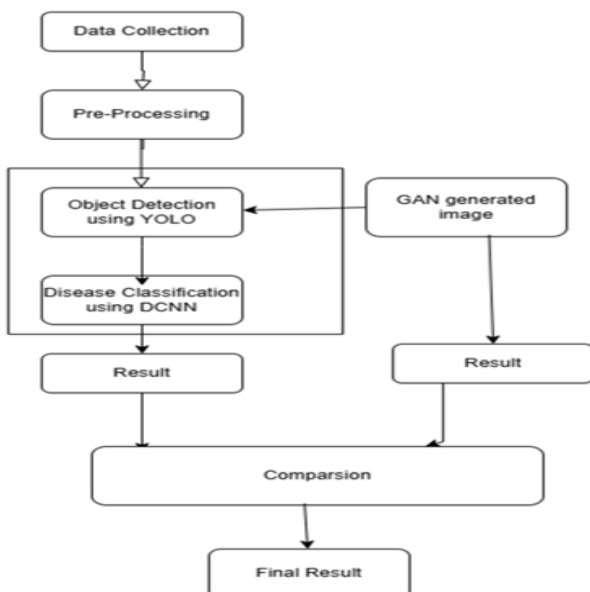 Data Collection
Pre-Processing
Object Detection
using YOLO
GAN generated
image
Disease Classification
using DCNN
Result
Result
Comparsion
Final Result